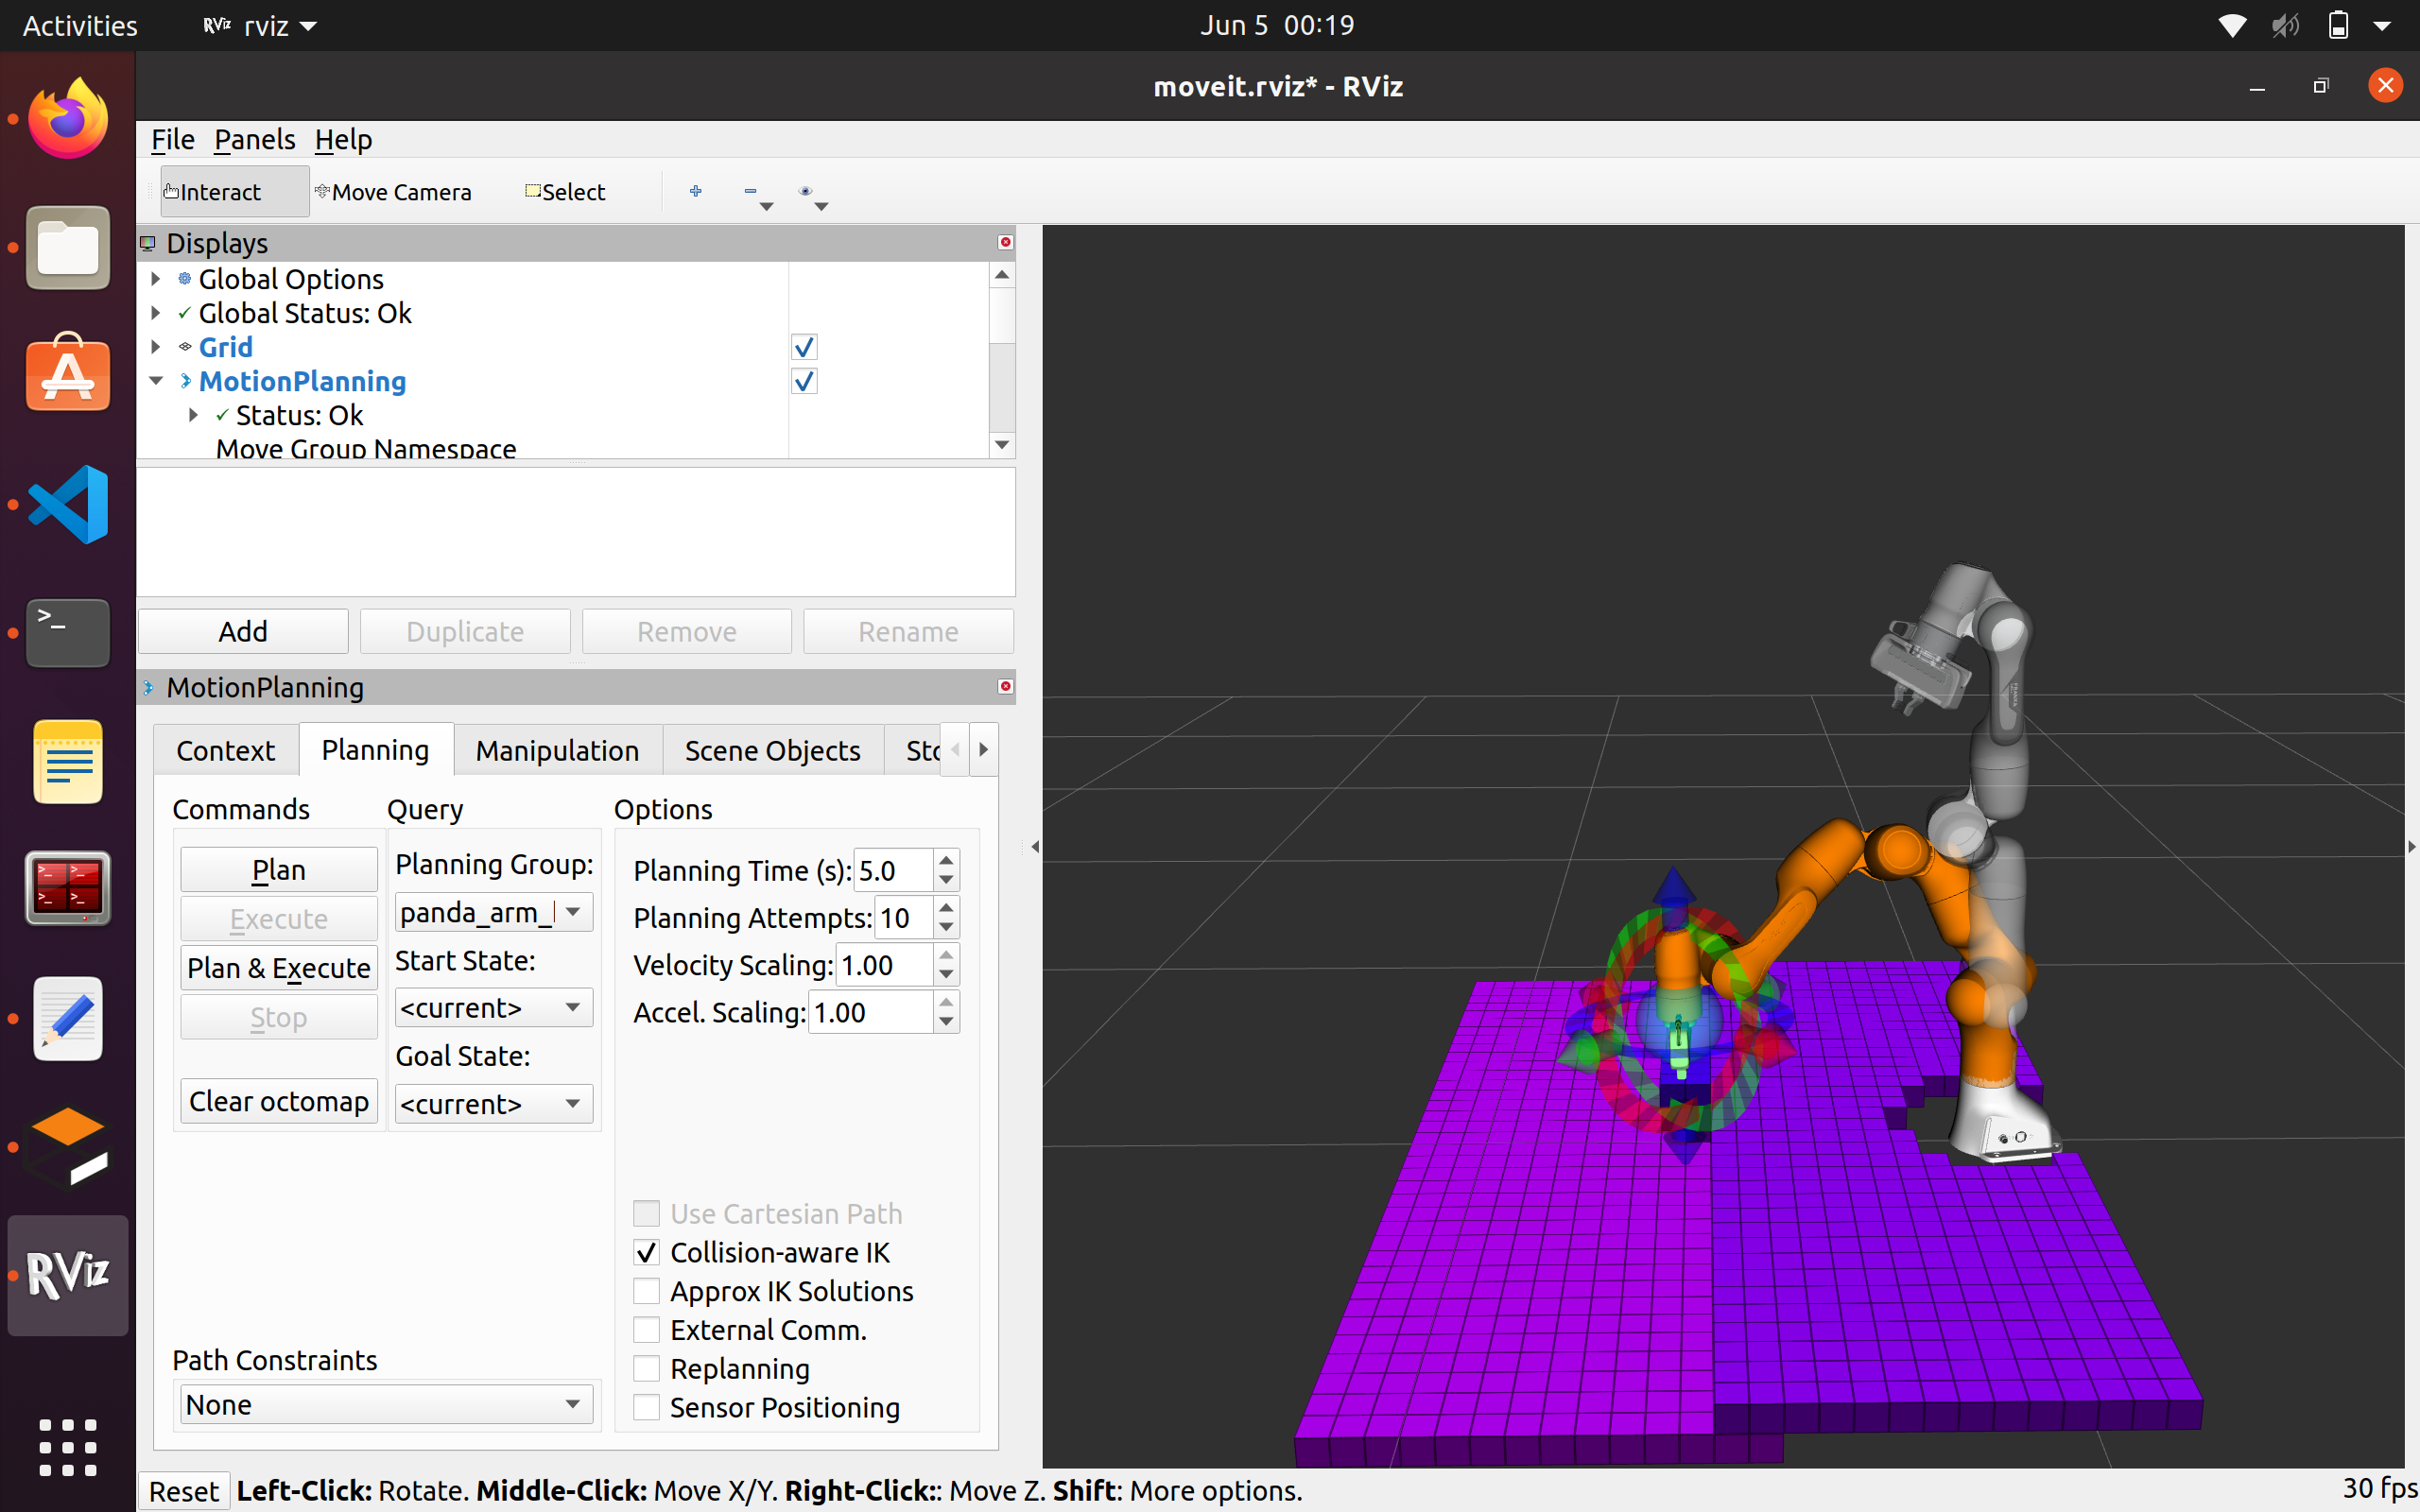 Activities
RViz rviz
Jun 5 00:19
moveit.rviz* - RViz
File Panels Help
Interact Move Camera Select
Displays
Global Options
Global Status: Ok
Grid
MotionPlanning
Status: Ok
Move Group Namespace
Add Duplicate Remove Rename
MotionPlanning
Context Planning Manipulation Scene Objects Sto
Commands Query Options
Plan
Execute
Plan & Execute
Stop
Clear octomap
Planning Group:
panda_arm_
Start State:
<current>
Goal State:
<current>
Planning Time (s): 5.0
Planning Attempts: 10
Velocity Scaling: 1.00
Accel. Scaling: 1.00
Use Cartesian Path
Collision-aware IK
Approx IK Solutions
External Comm.
Replanning
Sensor Positioning
Path Constraints
None
RViz
Reset Left-Click: Rotate. Middle-Click: Move X/Y. Right-Click:: Move Z. Shift: More options.
30 fps